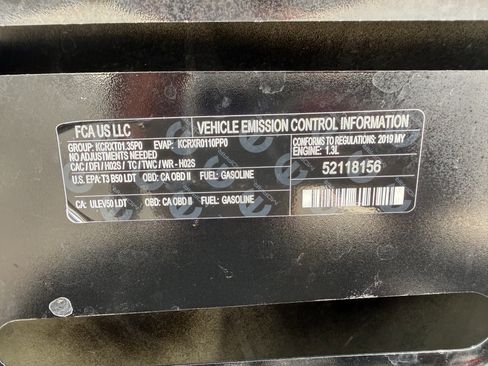 FCA US LLC
VEHICLE EMISSION CONTROL INFORMATION
GROUP: KCRXT01.35P0 EVAP: KCRXR0110PP0
NO ADJUSTMENTS NEEDED
CAC / DFI / HO2S / TC / TWC / WR - HO2S
U.S. EPA: T3 B50 LDT OBD: CA OBD II FUEL: GASOLINE
CA: ULEV50 LDT OBD: CA OBD II FUEL: GASOLINE
CONFORMS TO REGULATIONS: 2019 MY
ENGINE: 1.3L
52118156